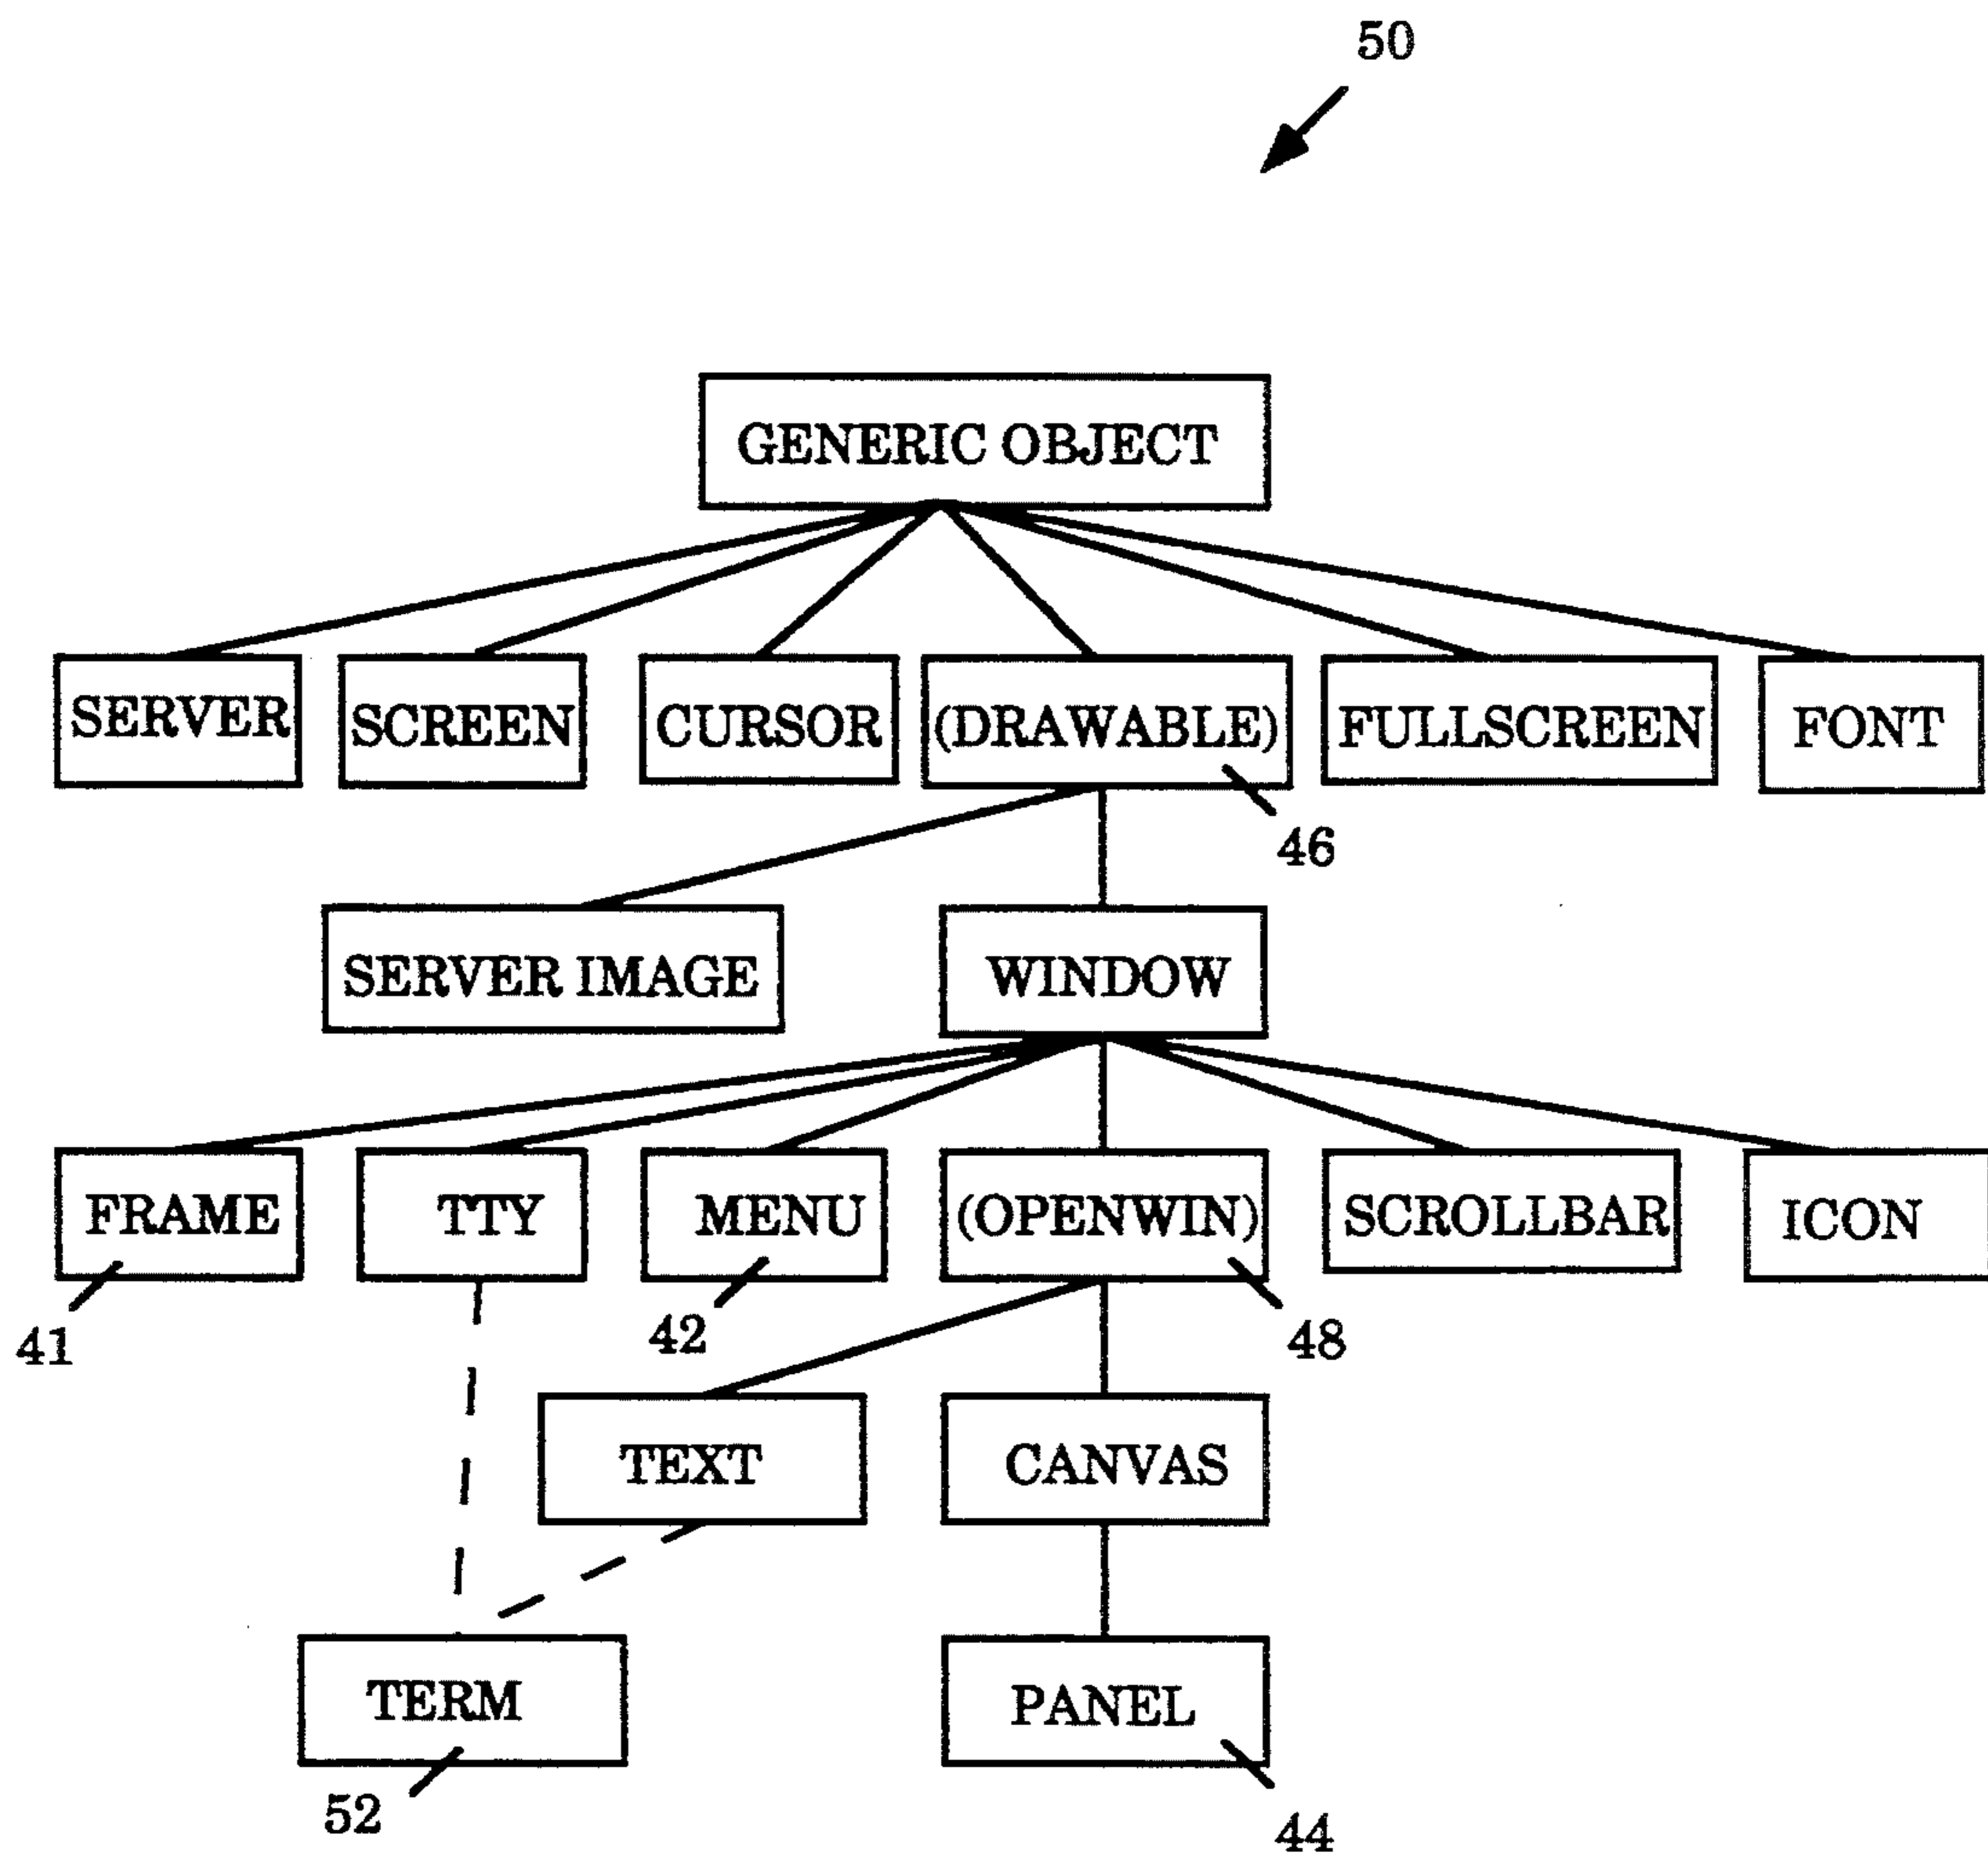 50
GENERIC OBJECT
SERVER
SCREEN
CURSOR
(DRAWABLE)
FULLSCREEN
FONT
46
SERVER IMAGE
WINDOW
FRAME
TTY
MENU
(OPENWIN)
SCROLLBAR
ICON
41
42
48
TEXT
CANVAS
TERM
PANEL
52
44